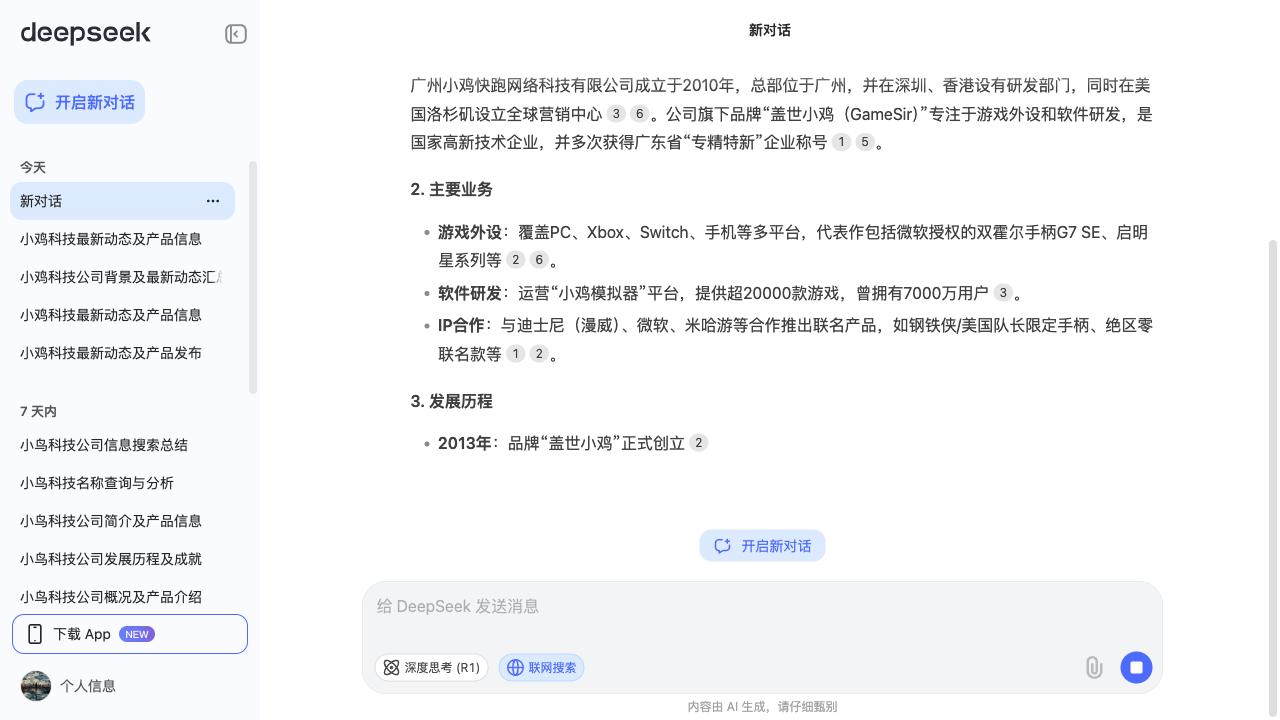 deepseek
开启新对话
今天
新对话
小鸡科技最新动态及产品信息
小鸡科技公司背景及最新动态汇总
小鸡科技最新动态及产品信息
小鸡科技最新动态及产品发布
7 天内
小鸟科技公司信息搜索总结
小鸟科技名称查询与分析
小鸟科技公司简介及产品信息
小鸟科技公司发展历程及成就
小鸟科技公司概况及产品介绍
下载 App NEW
个人信息
新对话
广州小鸡快跑网络科技有限公司成立于2010年，总部位于广州，并在深圳、香港设有研发部门，同时在美
国洛杉矶设立全球营销中心 3 6 。公司旗下品牌“盖世小鸡（GameSir）”专注于游戏外设和软件研发，是
国家高新技术企业，并多次获得广东省“专精特新”企业称号 1 5 。
2. 主要业务
• 游戏外设：覆盖PC、Xbox、Switch、手机等多平台，代表作包括微软授权的双霍尔手柄G7 SE、启明
星系列等 2 6 。
• 软件研发：运营“小鸡模拟器”平台，提供超20000款游戏，曾拥有7000万用户 3 。
• IP合作：与迪士尼（漫威）、微软、米哈游等合作推出联名产品，如钢铁侠/美国队长限定手柄、绝区零
联名款等 1 2 。
3. 发展历程
• 2013年：品牌“盖世小鸡”正式创立 2
开启新对话
给 DeepSeek 发送消息
深度思考 (R1) 联网搜索
内容由 AI 生成，请仔细甄别